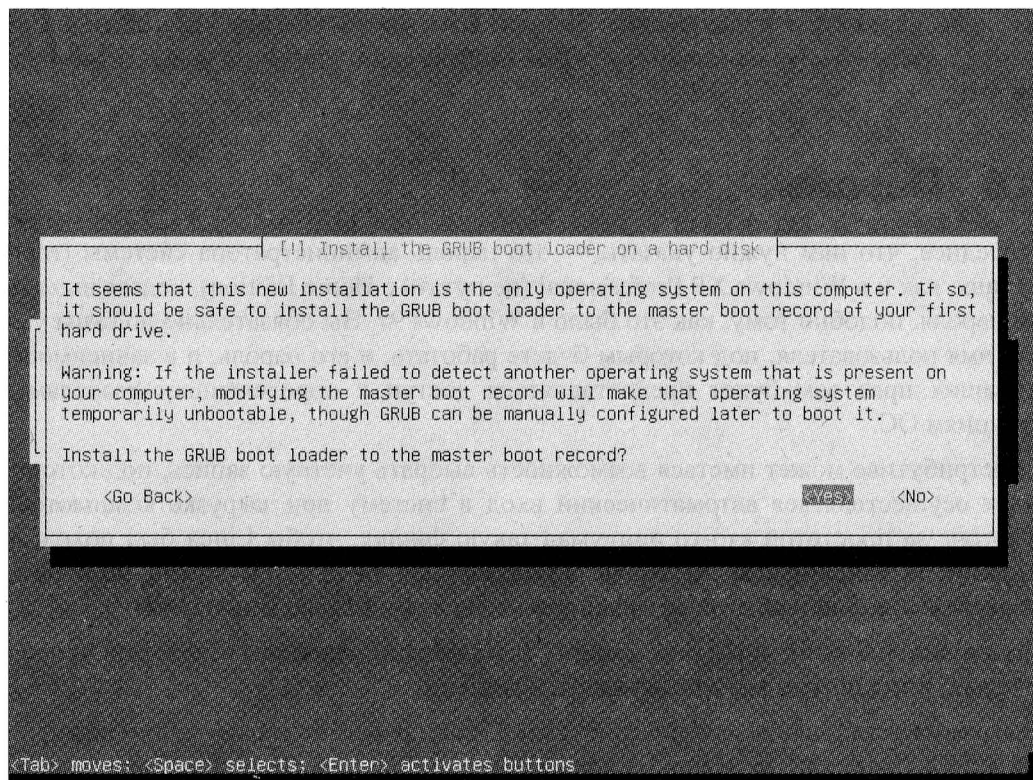 [!] Install the GRUB boot loader on a hard disk
It seems that this new installation is the only operating system on this computer. If so,
it should be safe to install the GRUB boot loader to the master boot record of your first
hard drive.
Warning: If the installer failed to detect another operating system that is present on
your computer, modifying the master boot record will make that operating system
temporarily unbootable, though GRUB can be manually configured later to boot it.
Install the GRUB boot loader to the master boot record?
<Go Back> <Yes> <No>
<Tab> moves; <Space> selects; <Enter> activates buttons